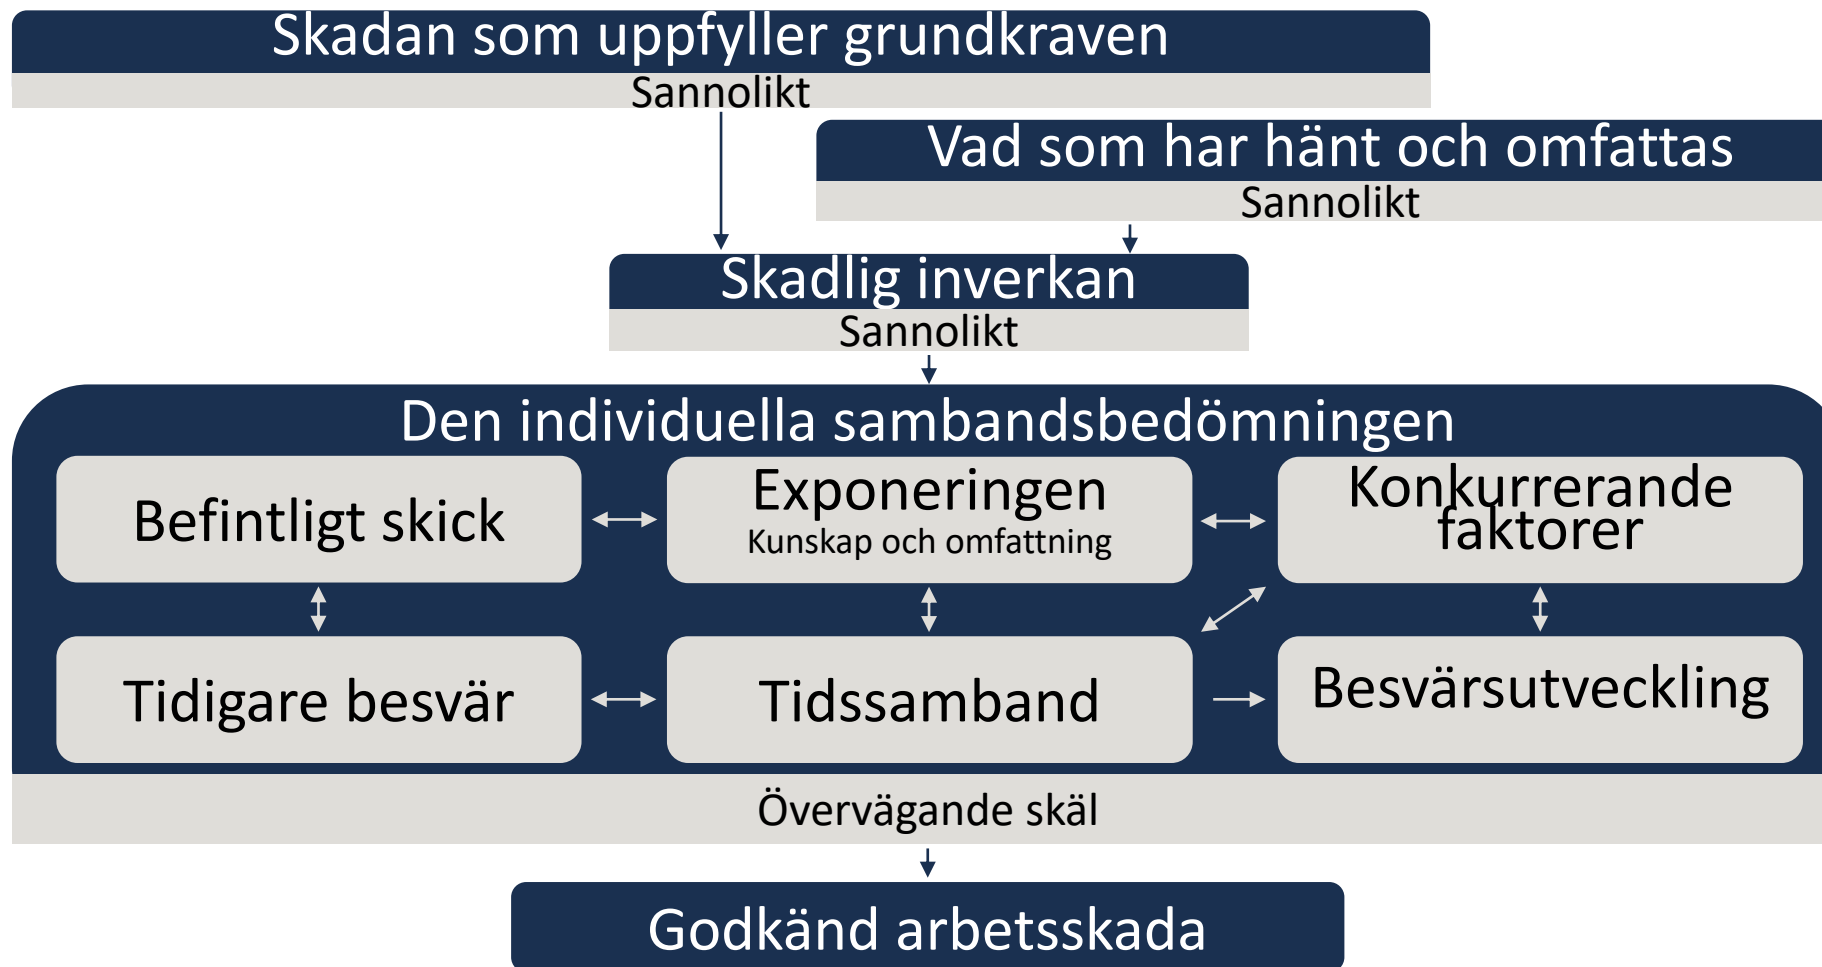 Skadan som uppfyller grundkraven
Sannolikt
Vad som har hänt och omfattas
Sannolikt
Skadlig inverkan
Sannolikt
Den individuella sambandsbedömningen
Befintligt skick
Exponeringen
Kunskap och omfattning
Konkurrerande
faktorer
Tidigare besvär
Tidssamband
Besvärsutveckling
Övervägande skäl
Godkänd arbetsskada